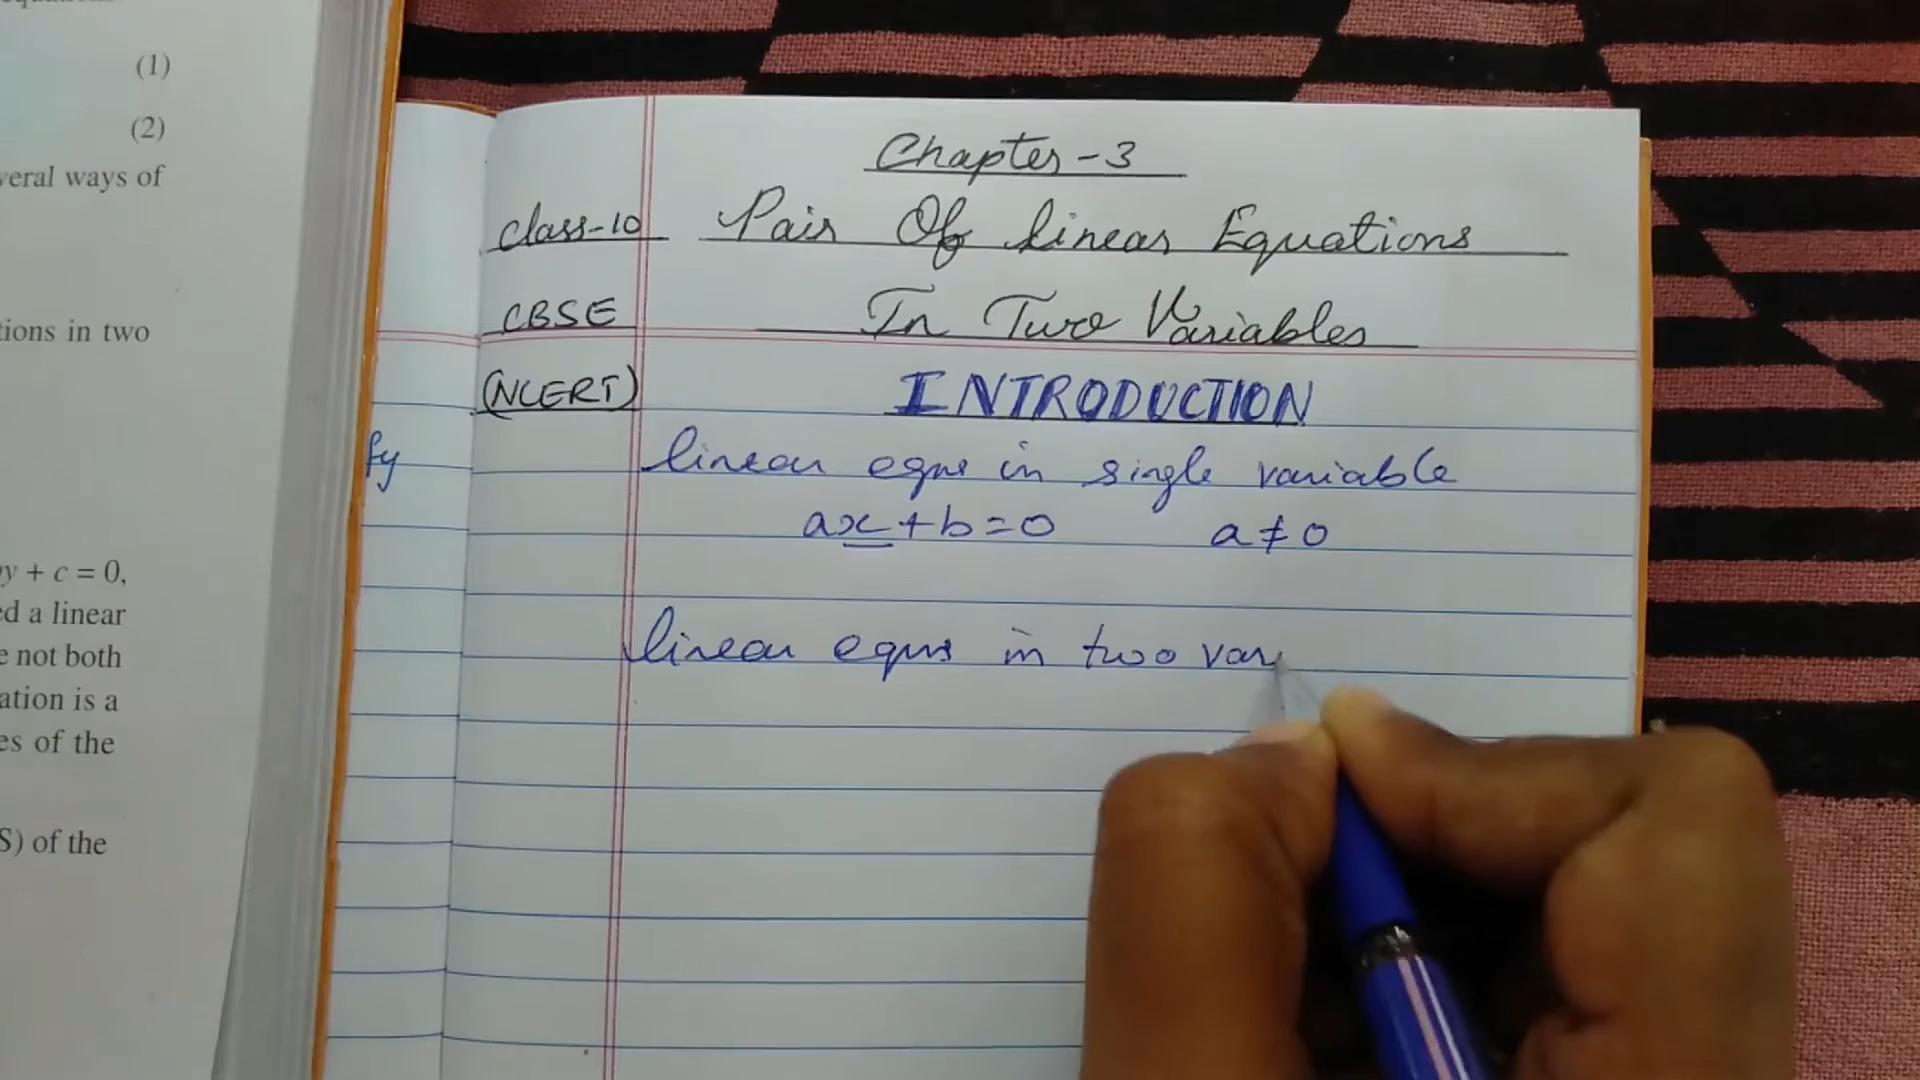 (1)
(2)
veral ways of
tions in two
y + c = 0,
ed a linear
e not both
ation is a
es of the
S) of the
fy
Chapter-3
Class-10 Pair Of linear Equations
CBSE In Two Variables
(NCERT) INTRODUCTION
linear eqns in single variable
ax+b=0 a≠0
linear eqns in two var